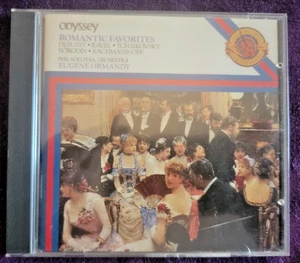 odyssey
ROMANTIC FAVORITES
DEBUSSY • RAVEL • TCHAIKOVSKY
BORODIN • RACHMANINOFF
PHILADELPHIA ORCHESTRA
EUGENE ORMANDY